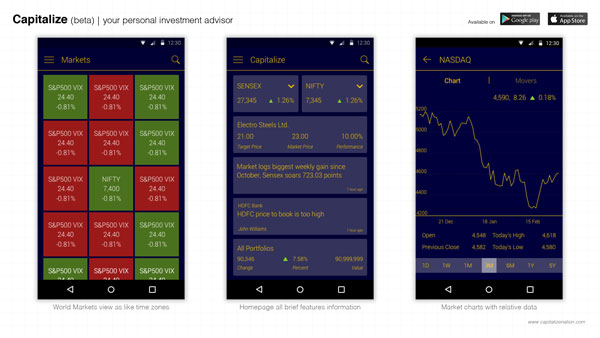 Capitalize (beta) | your personal investment advisor
Available on
ANDROID APP ON
Google play
Available on the
App Store
12:30
Markets
S&P500 VIX
24.40
-0.81%
S&P500 VIX
24.40
-0.81%
S&P500 VIX
24.40
-0.81%
S&P500 VIX
24.40
-0.81%
S&P500 VIX
24.40
-0.81%
S&P500 VIX
24.40
-0.81%
S&P500 VIX
24.40
-0.81%
NIFTY
7,400
-0.81%
S&P500 VIX
24.40
-0.81%
S&P500 VIX
24.40
-0.81%
S&P500 VIX
24.40
-0.81%
S&P500 VIX
24.40
-0.81%
S&P500 VIX
24.40
S&P500 VIX
24.40
S&P500 VIX
24.40
World Markets view as like time zones
12:30
Capitalize
SENSEX
27,345 ▲ 1.26%
NIFTY
7,345 ▲ 1.26%
Electro Steels Ltd.
21.00 23.00 10.00%
Target Price Market Price Performance
Market logs biggest weekly gain since
October, Sensex soars 723.03 points
1 hour ago
HDFC Bank
HDFC price to book is too high
John Williams 1 hour ago
All Portfolios
90,346 ▲ 7.58% 90,999,999
Change Percent Value
Homepage all brief features information
12:30
NASDAQ
Chart | Movers
4,590, 8.26 ▲ 0.18%
5200
4800
4600
4400
4200
21 Dec 18 Jan 15 Feb
Open 4,548 Today's High 4,618
Previous Close 4,582 Today's Low 4,580
1D 1W 1M 3M 6M 1Y 5Y
Market charts with relative data
www.capitalizenation.com